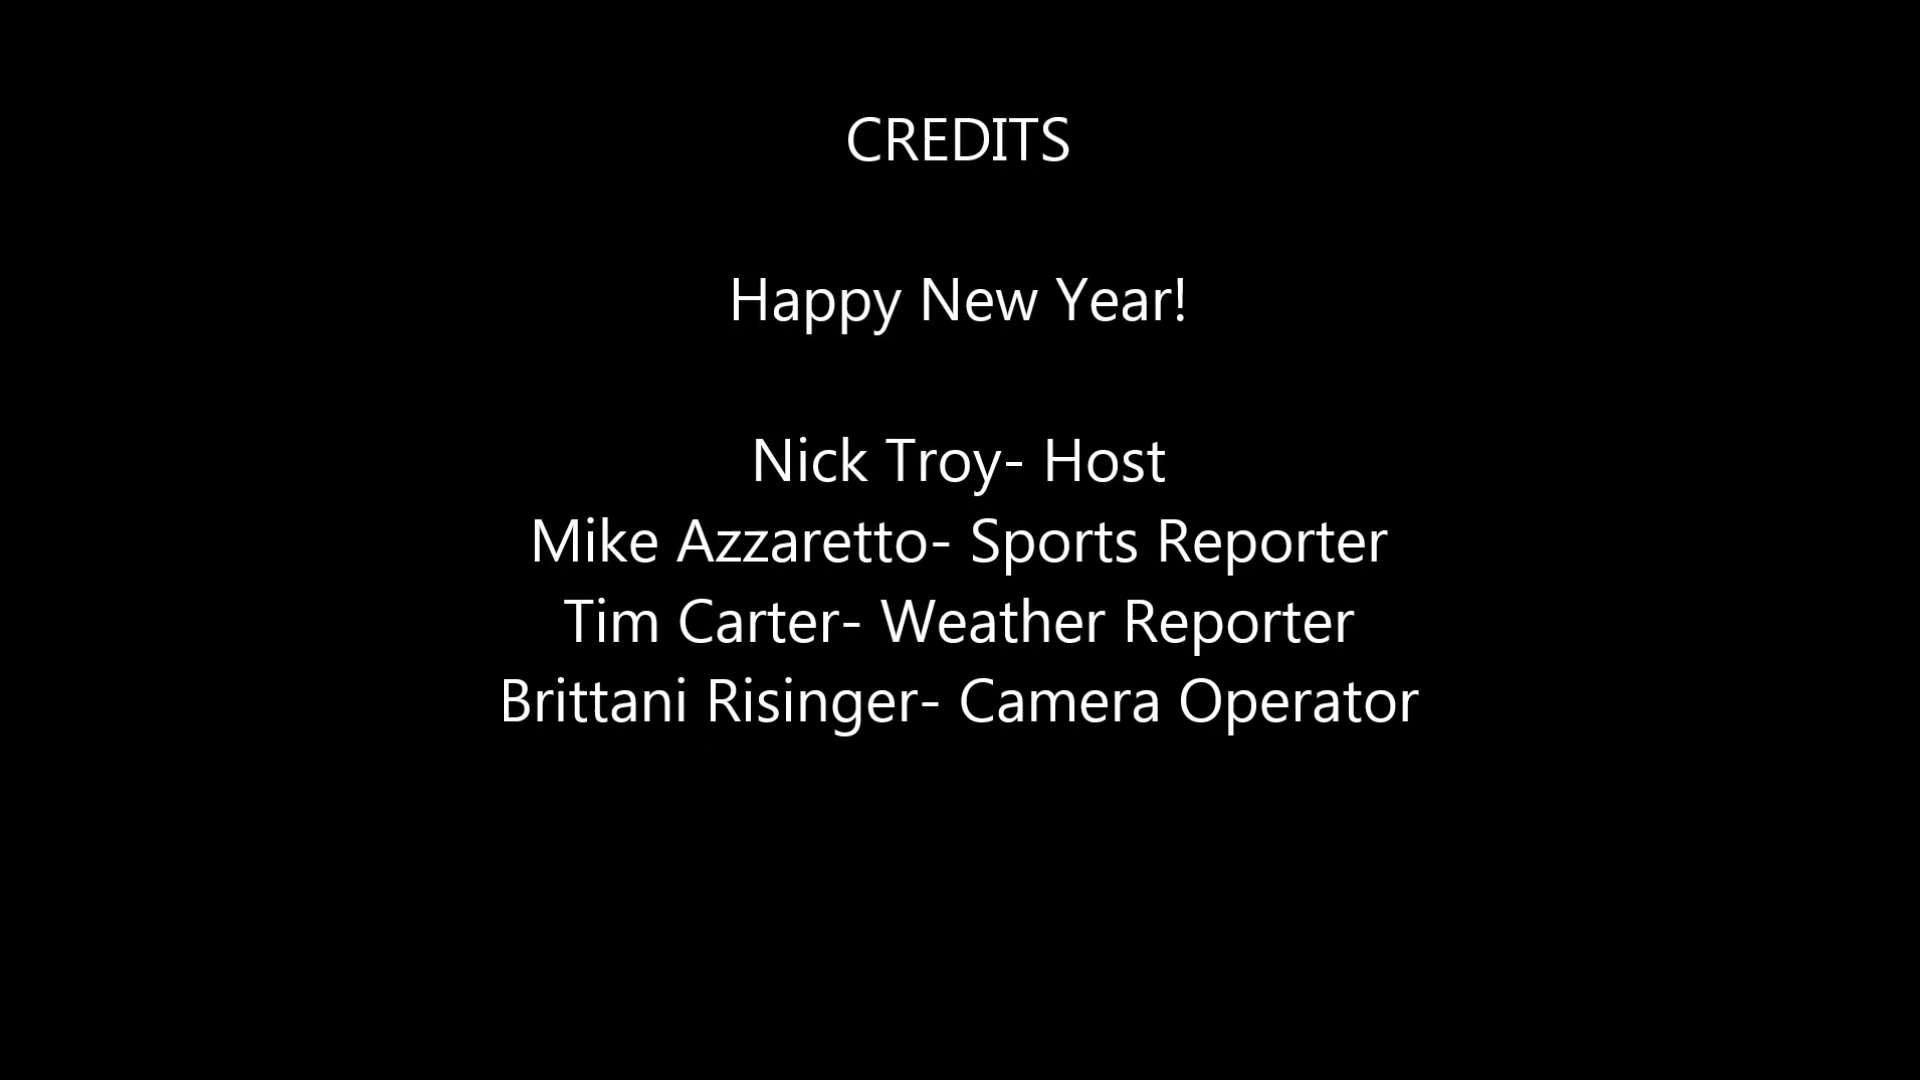 CREDITS
Happy New Year!
Nick Troy- Host
Mike Azzaretto- Sports Reporter
Tim Carter- Weather Reporter
Brittani Risinger- Camera Operator